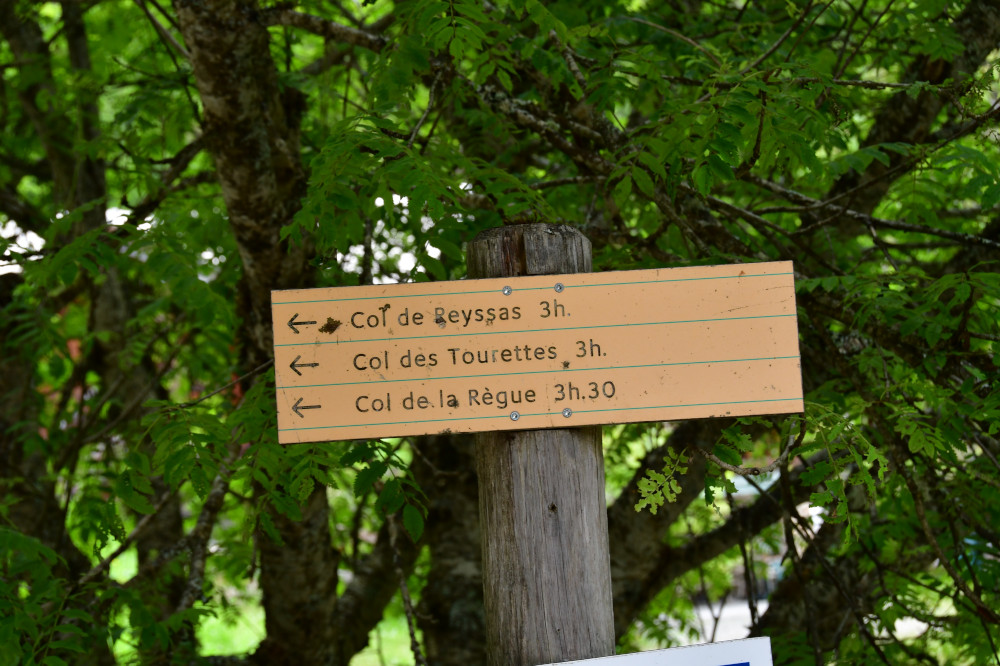 ← Col de Reyssas 3h.
← Col des Tourettes 3h.
← Col de la Règue 3h.30